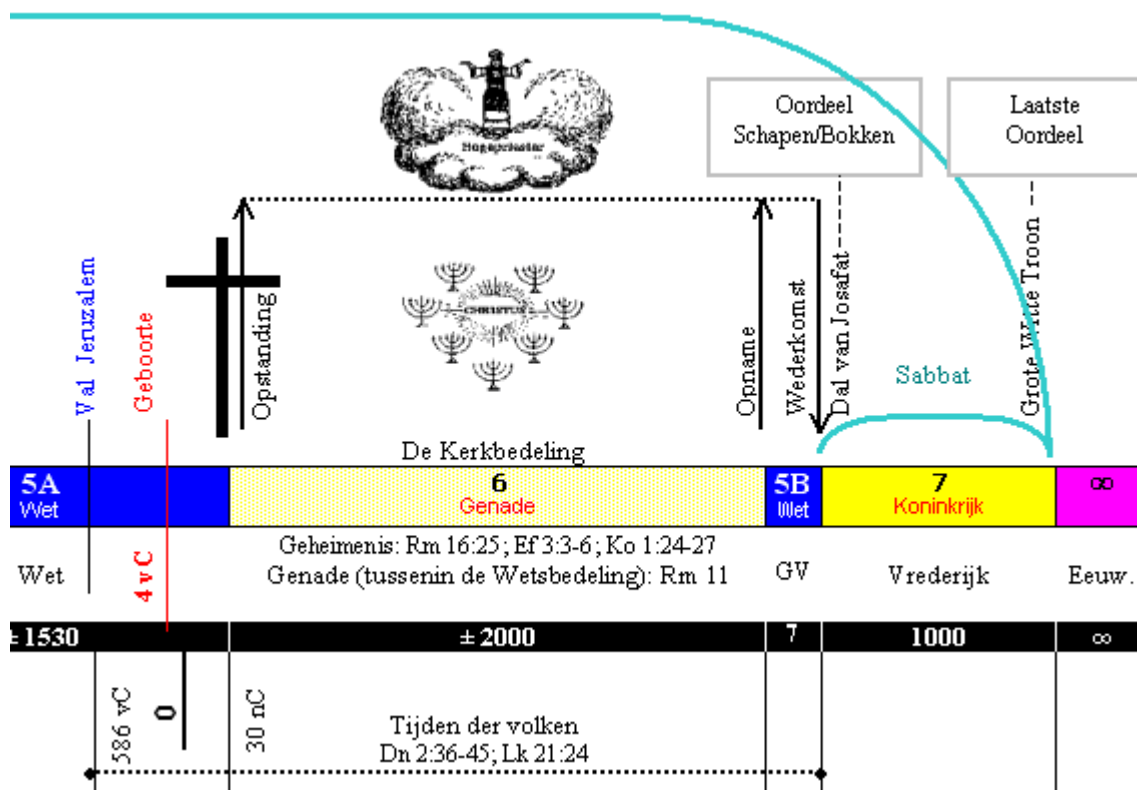 Oordeel
Schapen/Bokken
Laatste
Oordeel
Hogepriester
CHRISTUS
Val Jeruzalem
Geboorte
Opstanding
Opname
Wederkomst
Dal van Josafat
Grote Witte Troon
Sabbat
De Kerkbedeling
5A
Wet
6
Genade
5B
Wet
7
Koninkrijk
∞
Geheimenis: Rm 16:25; Ef 3:3-6; Ko 1:24-27
Genade (tussenin de Wetsbedeling): Rm 11
Wet
4 vC
GV
Vrederijk
Eeuw.
± 1530
± 2000
7
1000
∞
586 vC
0
30 nC
Tijden der volken
Dn 2:36-45; Lk 21:24